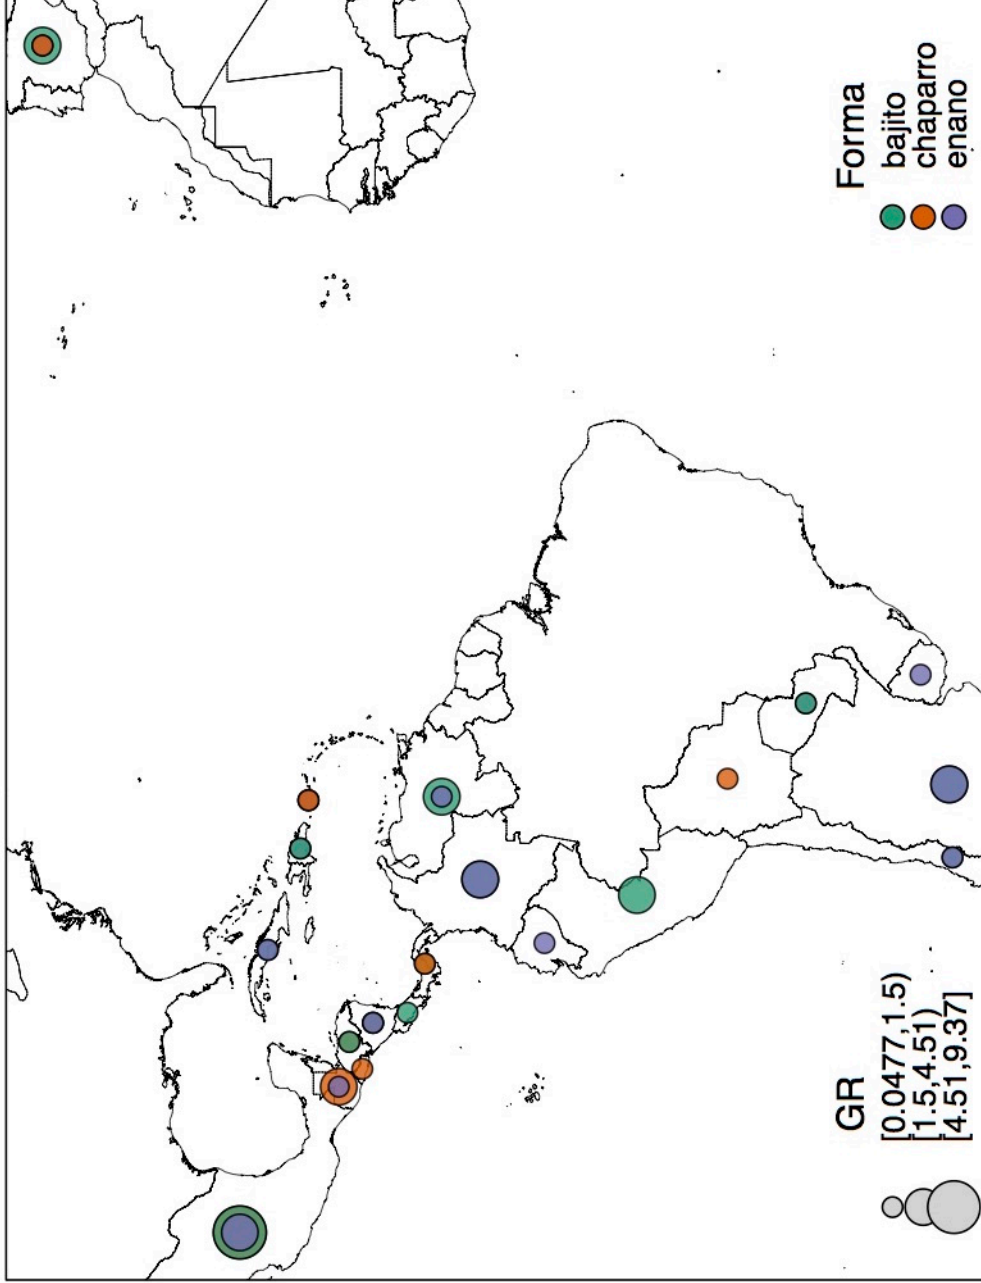 GR
[0.0477,1.5)
[1.5,4.51)
[4.51,9.37]
Forma
bajito
chaparro
enano